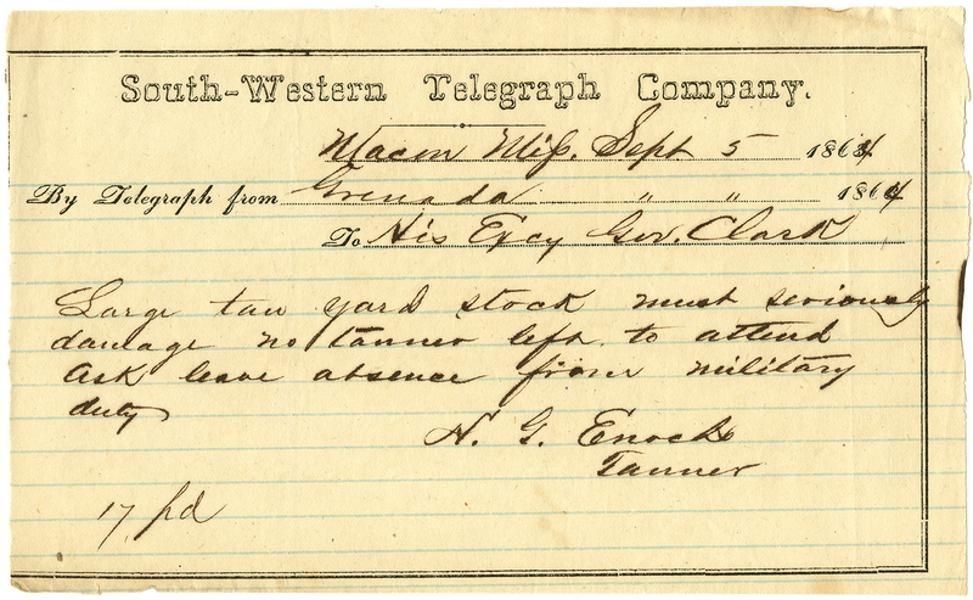 South-Western Telegraph Company.
Macon Miss. Sept 5 1864
By Telegraph from Grenada " " 1864
To His Excy Gov. Clark
Large tan yard stock must seriously
damage no tanner left to attend
Ask leave absence from military
duty
N. G. Enochs
Tanner
17 pd